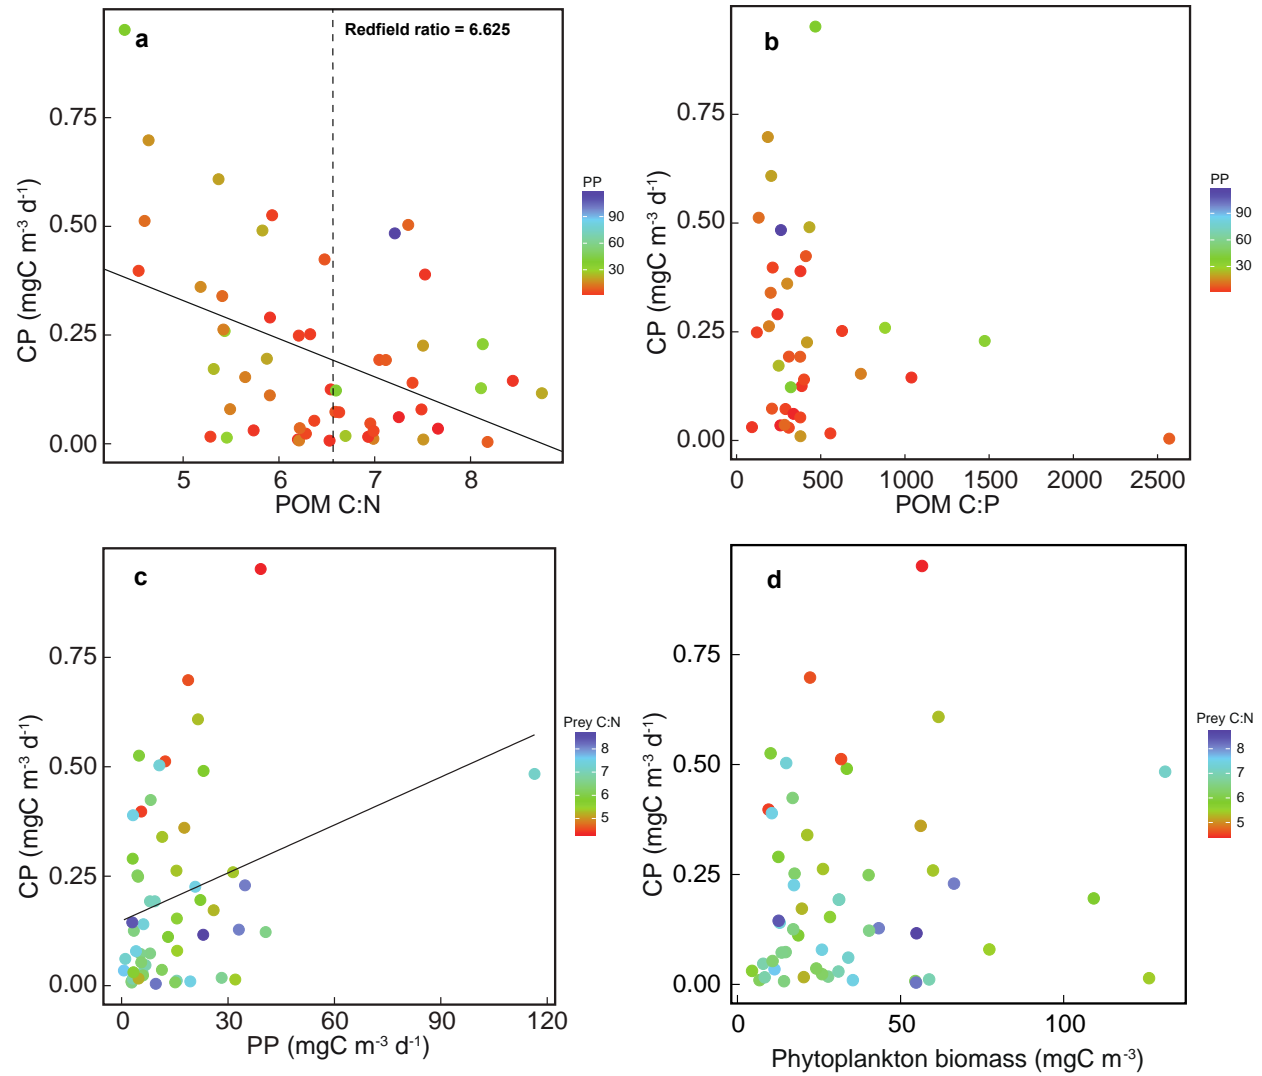 a
Redfield ratio = 6.625
0.75
0.50
0.25
0.00
CP (mgC m⁻³ d⁻¹)
5
6
7
8
POM C:N
PP
90
60
30
b
0.75
0.50
0.25
0.00
CP (mgC m⁻³ d⁻¹)
0
500
1000
1500
2000
2500
POM C:P
PP
90
60
30
c
0.75
0.50
0.25
0.00
CP (mgC m⁻³ d⁻¹)
0
30
60
90
120
PP (mgC m⁻³ d⁻¹)
Prey C:N
8
7
6
5
d
0.75
0.50
0.25
0.00
CP (mgC m⁻³ d⁻¹)
0
50
100
Phytoplankton biomass (mgC m⁻³)
Prey C:N
8
7
6
5